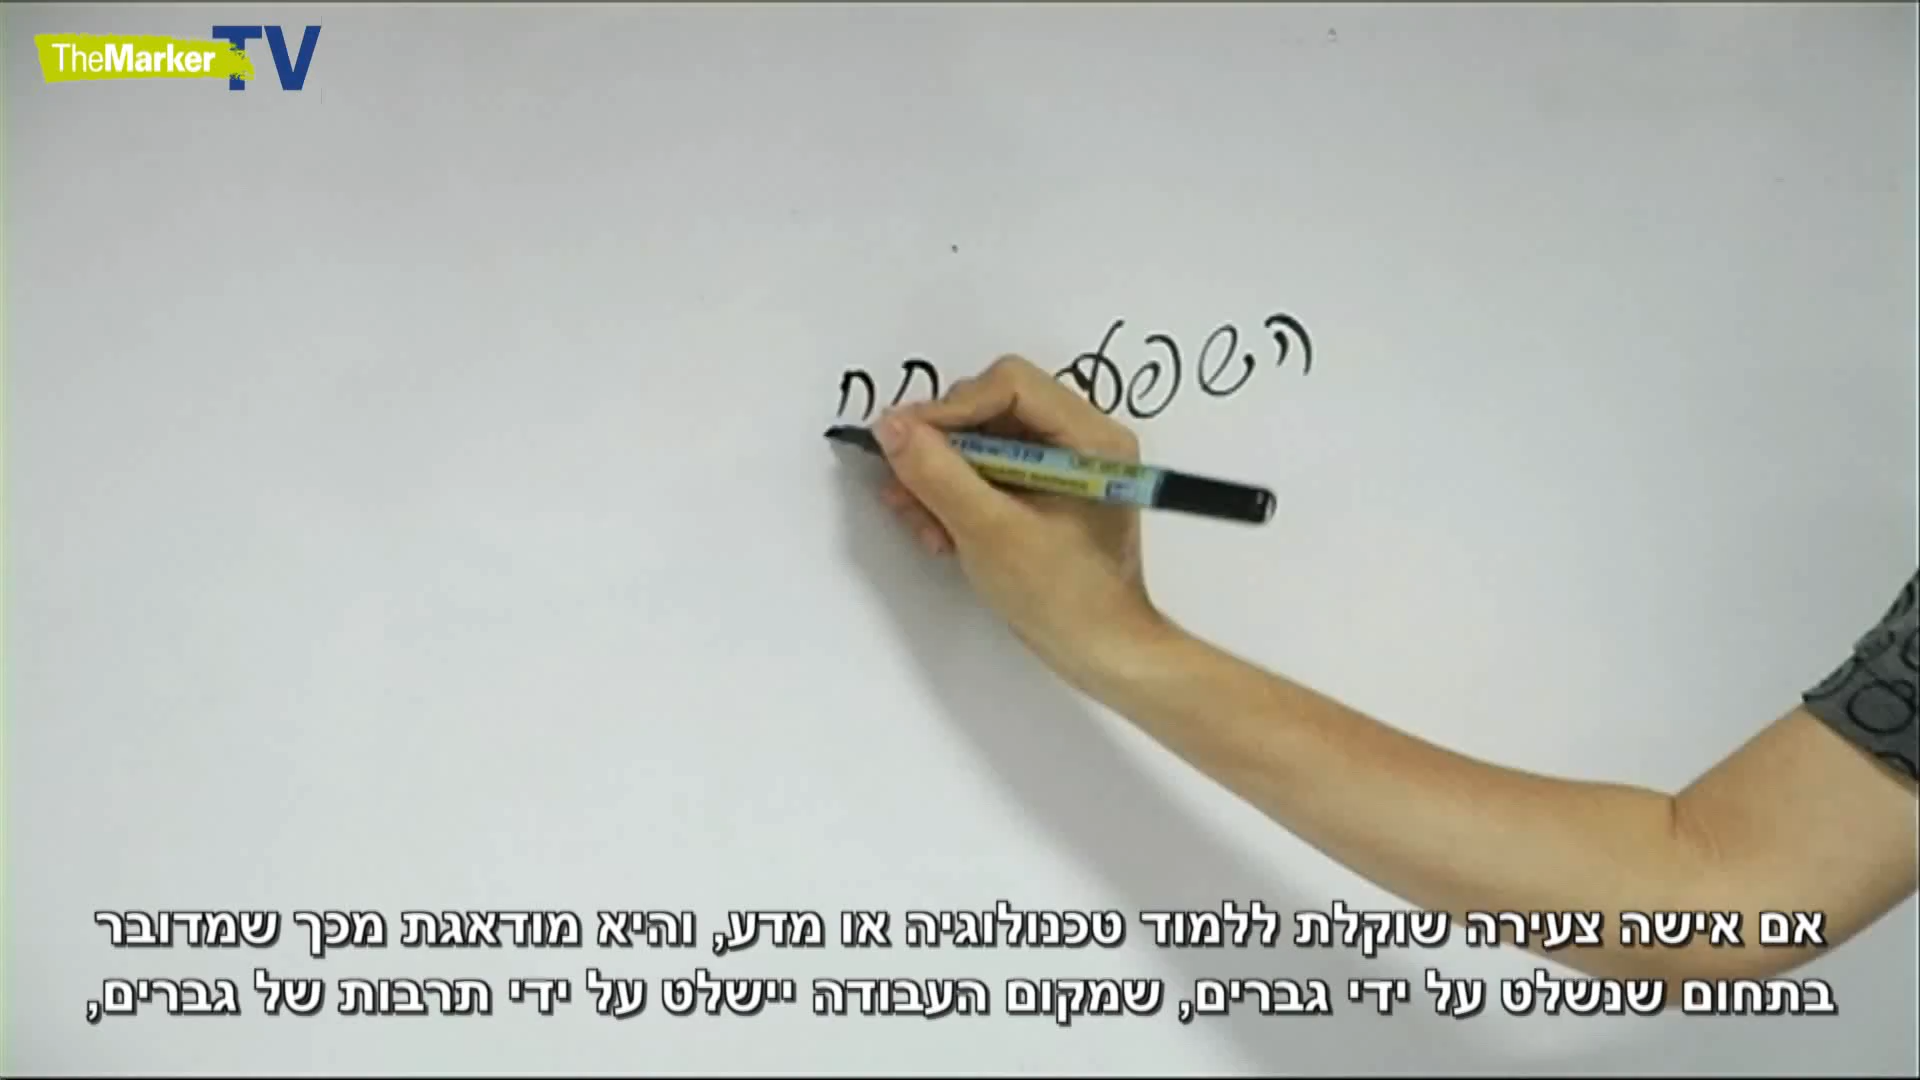 TheMarker TV
אם אישה צעירה שוקלת ללמוד טכנולוגיה או מדע, והיא מודאגת מכך שמדובר
בתחום שנשלט על ידי גברים, שמקום העבודה יישלט על ידי תרבות של גברים,